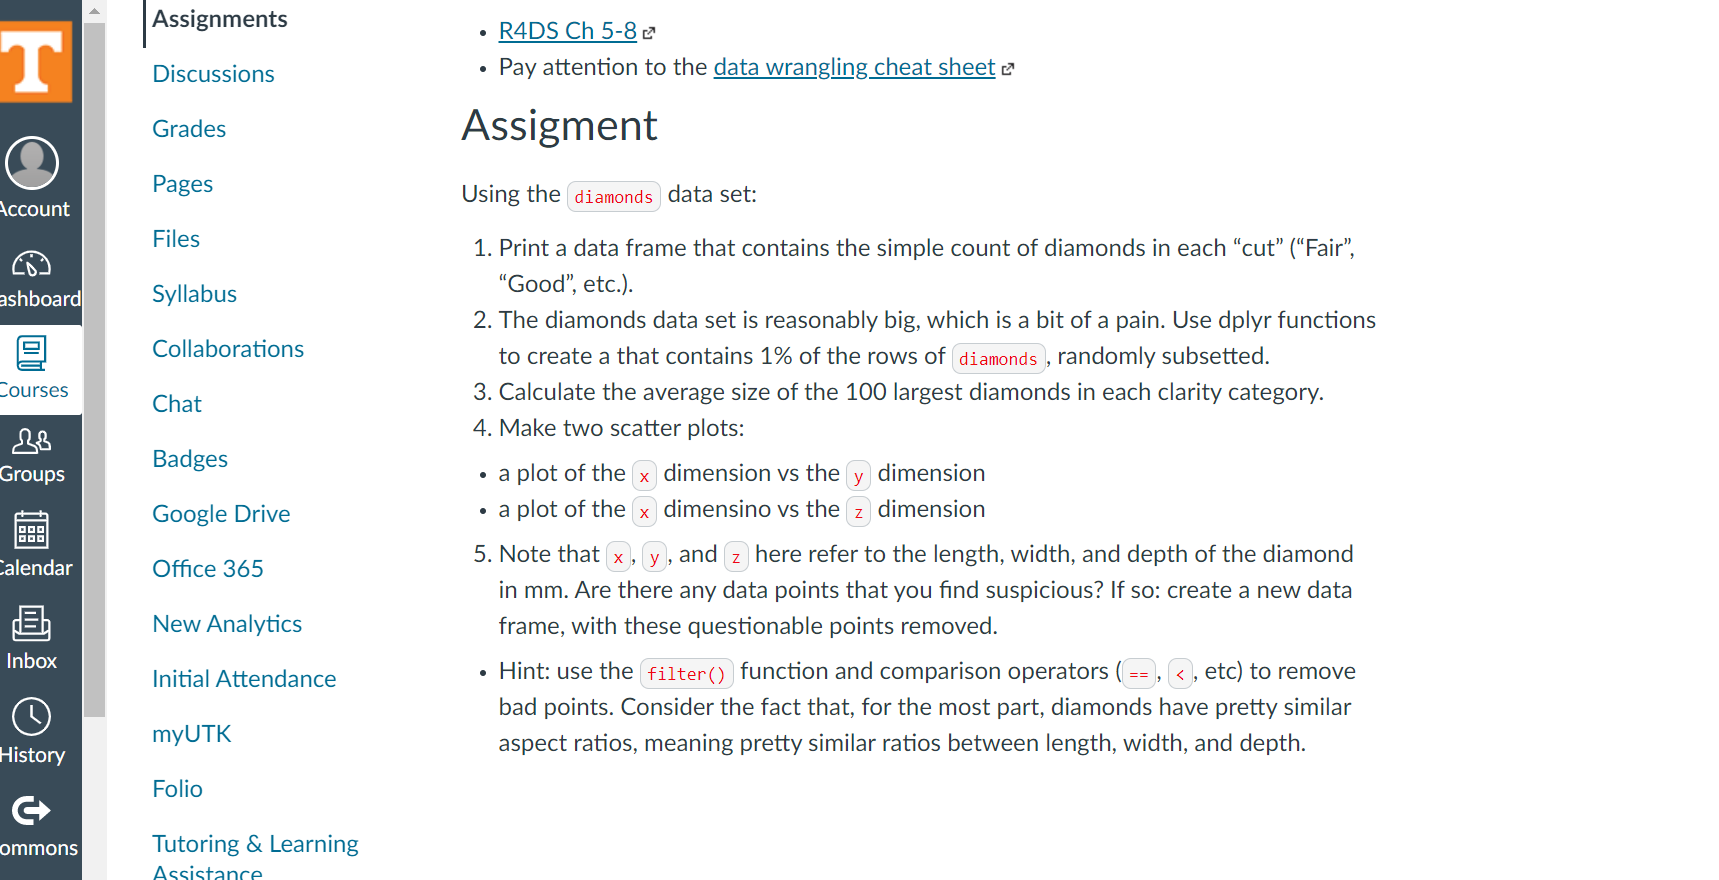 T
Account
ashboard
Courses
Groups
Calendar
Inbox
History
ommons
Assignments
Discussions
Grades
Pages
Files
Syllabus
Collaborations
Chat
Badges
Google Drive
Office 365
New Analytics
Initial Attendance
myUTK
Folio
Tutoring & Learning
Assistance
• R4DS Ch 5-8
• Pay attention to the data wrangling cheat sheet
Assigment
Using the diamonds data set:
1. Print a data frame that contains the simple count of diamonds in each “cut” (“Fair”,
“Good”, etc.).
2. The diamonds data set is reasonably big, which is a bit of a pain. Use dplyr functions
to create a that contains 1% of the rows of diamonds, randomly subsetted.
3. Calculate the average size of the 100 largest diamonds in each clarity category.
4. Make two scatter plots:
• a plot of the x dimension vs the y dimension
• a plot of the x dimensino vs the z dimension
5. Note that x, y, and z here refer to the length, width, and depth of the diamond
in mm. Are there any data points that you find suspicious? If so: create a new data
frame, with these questionable points removed.
• Hint: use the filter() function and comparison operators (==, <, etc) to remove
bad points. Consider the fact that, for the most part, diamonds have pretty similar
aspect ratios, meaning pretty similar ratios between length, width, and depth.